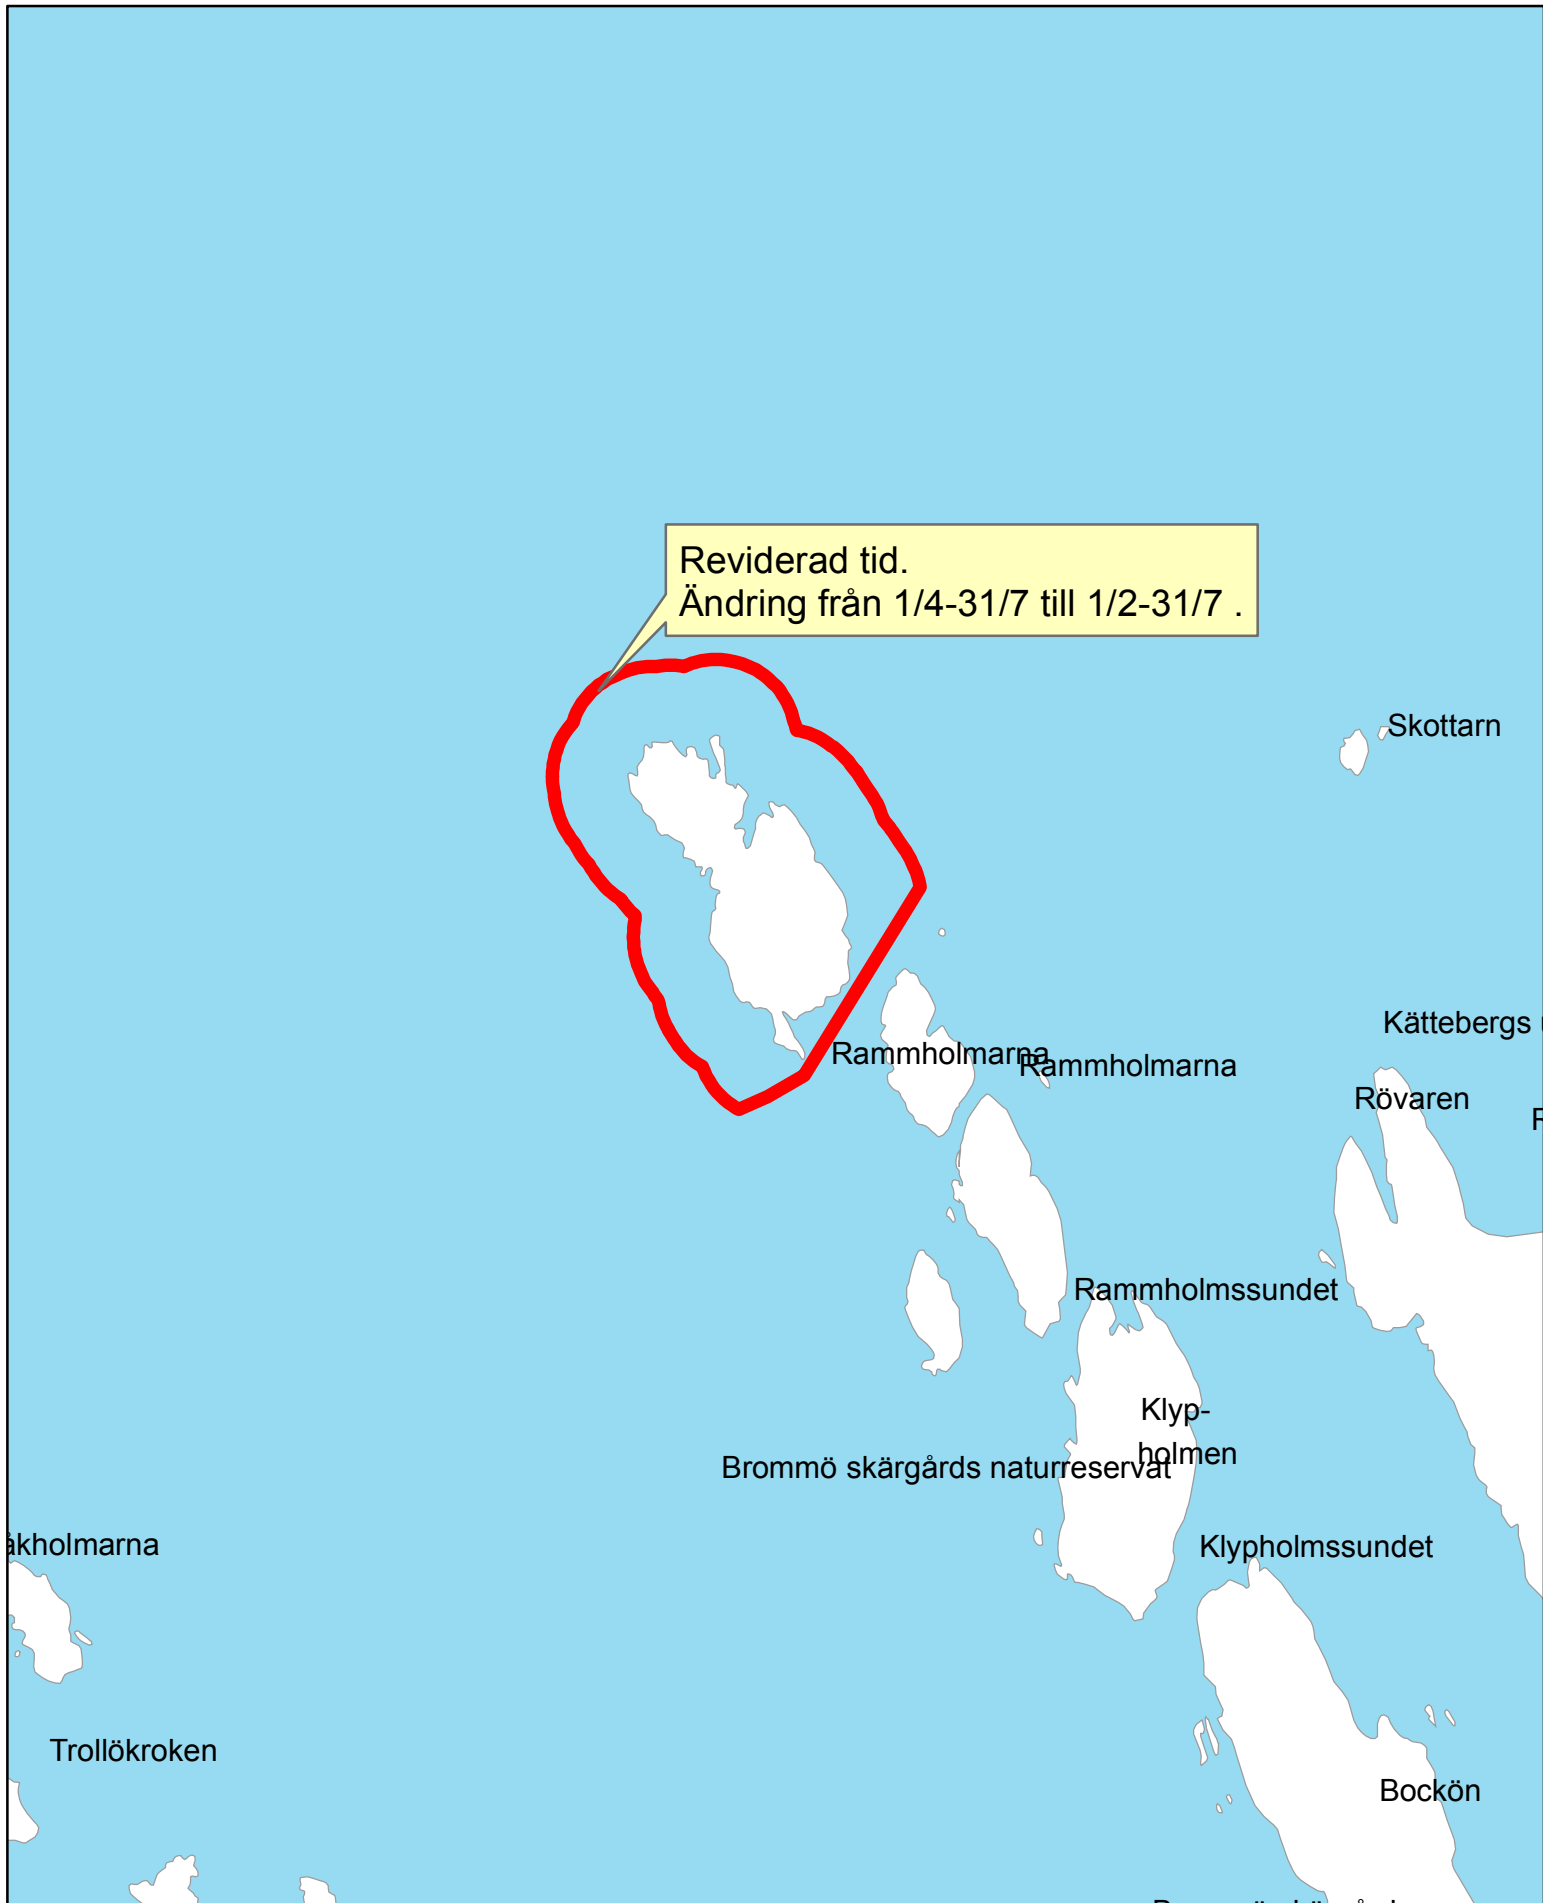 Reviderad tid.
Ändring från 1/4-31/7 till 1/2-31/7 .
Skottarn
Kättebergs
Rammholmarna
Rammholmarna
Rövaren
Rammholmssundet
Klyp-
holmen
Brommö skärgårds naturreservat
åkholmarna
Klypholmssundet
Trollökroken
Bockön